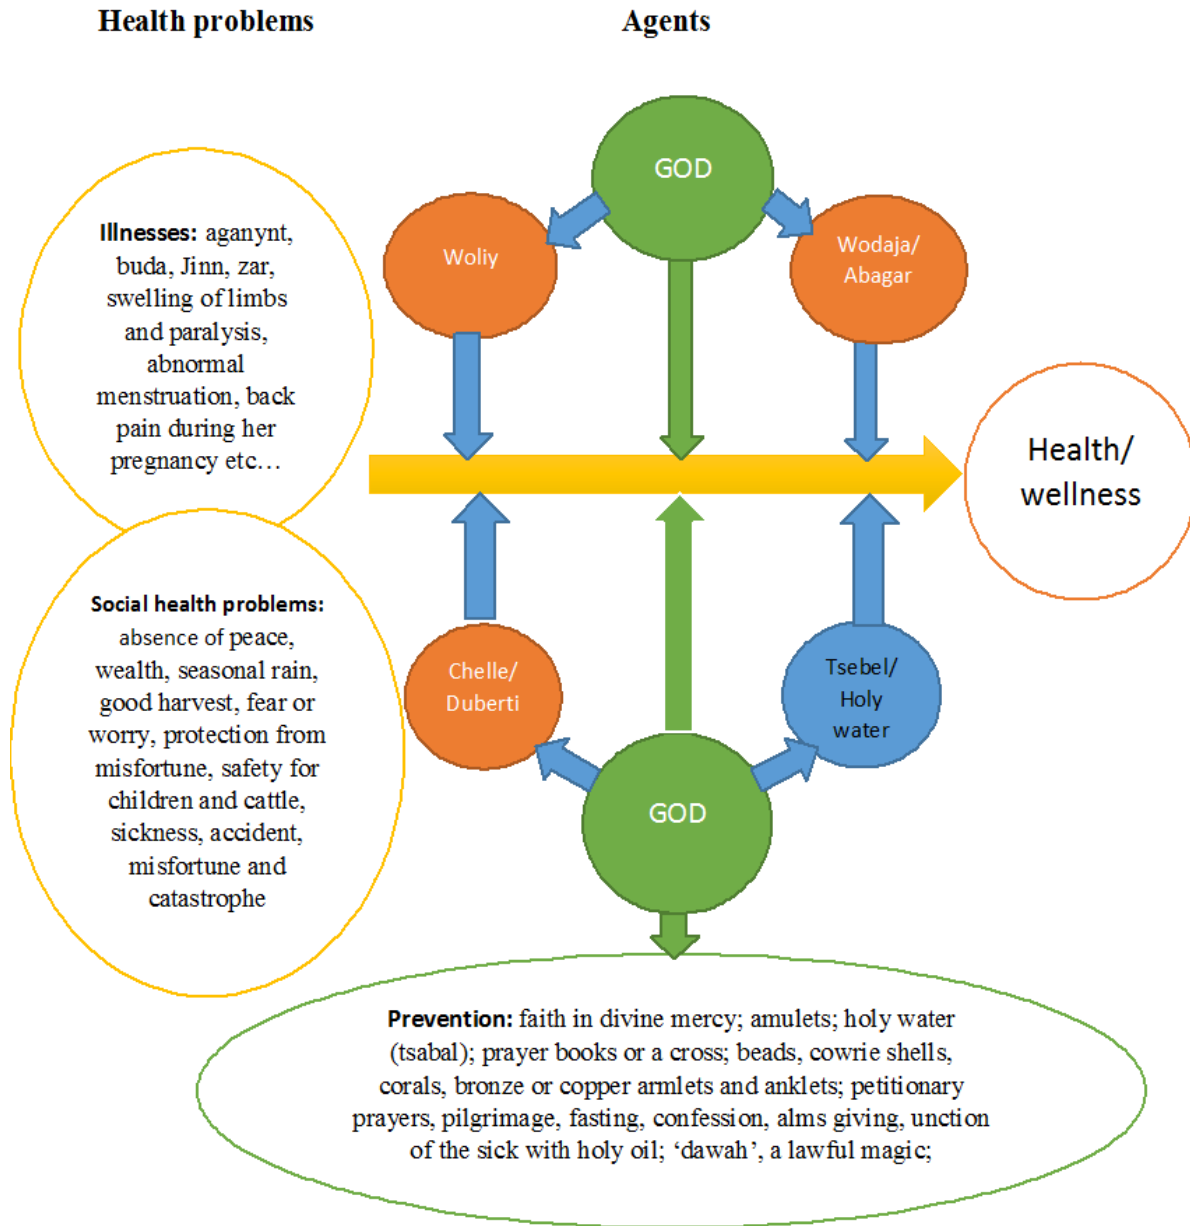 Health problems
Agents
GOD
Woliy
Wodaja/
Abagar
Illnesses: aganynt,
buda, Jinn, zar,
swelling of limbs
and paralysis,
abnormal
menstruation, back
pain during her
pregnancy etc…
Health/
wellness
Social health problems:
absence of peace,
wealth, seasonal rain,
good harvest, fear or
worry, protection from
misfortune, safety for
children and cattle,
sickness, accident,
misfortune and
catastrophe
Chelle/
Duberti
Tsebel/
Holy
water
GOD
Prevention: faith in divine mercy; amulets; holy water
(tsabal); prayer books or a cross; beads, cowrie shells,
corals, bronze or copper armlets and anklets; petitionary
prayers, pilgrimage, fasting, confession, alms giving, unction
of the sick with holy oil; ‘dawah’, a lawful magic;